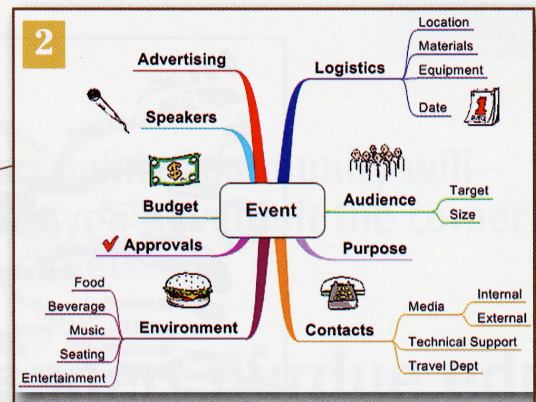 2
Advertising
Speakers
Budget
Approvals
Environment
Food
Beverage
Music
Seating
Entertainment
Event
Logistics
Location
Materials
Equipment
Date
1
Audience
Target
Size
Purpose
Contacts
Media
Internal
External
Technical Support
Travel Dept
$